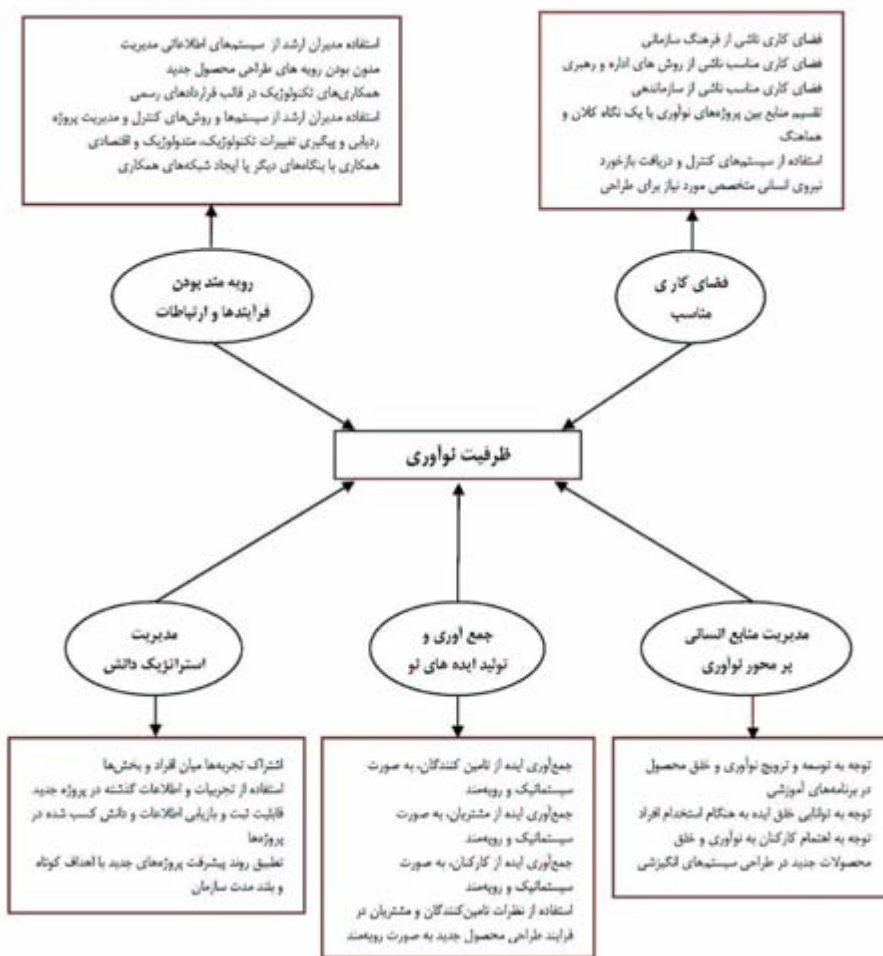 فضای کاری ناشی از فرهنگ سازمانی
فضای کاری مناسب ناشی از روش های اداره و رهبری
فضای کاری مناسب ناشی از سازماندهی
تقسیم منابع بین پروژه‌های نوآوری با یک نگاه کلان و
هماهنگ
استفاده از سیستم‌های کنترل و دریافت بازخورد
نیروی انسانی متخصص مورد نیاز برای طراحی
استفاده مدیران ارشد از سیستم‌های اطلاعاتی مدیریت
مدون بودن رویه های طراحی محصول جدید
همکاری‌های تکنولوژیک در قالب قراردادهای رسمی
استفاده مدیران ارشد از سیستم‌ها و روش‌های کنترل و مدیریت پروژه
ردیابی و پیگیری تغییرات تکنولوژیک، متدولوژیک و اقتصادی
همکاری با بنگاه‌های دیگر یا ایجاد شبکه‌های همکاری
فضای کاری
مناسب
رویه مند بودن
فرآیندها و ارتباطات
ظرفیت نوآوری
مدیریت منابع انسانی
بر محور نوآوری
جمع آوری و
تولید ایده های نو
مدیریت
استراتژیک دانش
توجه به توسعه و ترویج نوآوری و خلق محصول
در برنامه‌های آموزشی
توجه به توانایی خلق ایده به هنگام استخدام افراد
توجه به اهتمام کارکنان به نوآوری و خلق
محصولات جدید در طراحی سیستم‌های انگیزشی
جمع‌آوری ایده از تامین کنندگان، به صورت
سیستماتیک و رویه‌مند
جمع‌آوری ایده از مشتریان، به صورت
سیستماتیک و رویه‌مند
جمع‌آوری ایده از کارکنان، به صورت
سیستماتیک و رویه‌مند
استفاده از نظرات تامین‌کنندگان و مشتریان در
فرایند طراحی محصول جدید به صورت رویه‌مند
اشتراک تجربه‌ها میان افراد و بخش‌ها
استفاده از تجربیات و اطلاعات گذشته در پروژه جدید
قابلیت ثبت و بازیابی اطلاعات و دانش کسب شده در
پروژه‌ها
تطبیق روند پیشرفت پروژه‌های جدید با اهداف کوتاه
و بلند مدت سازمان